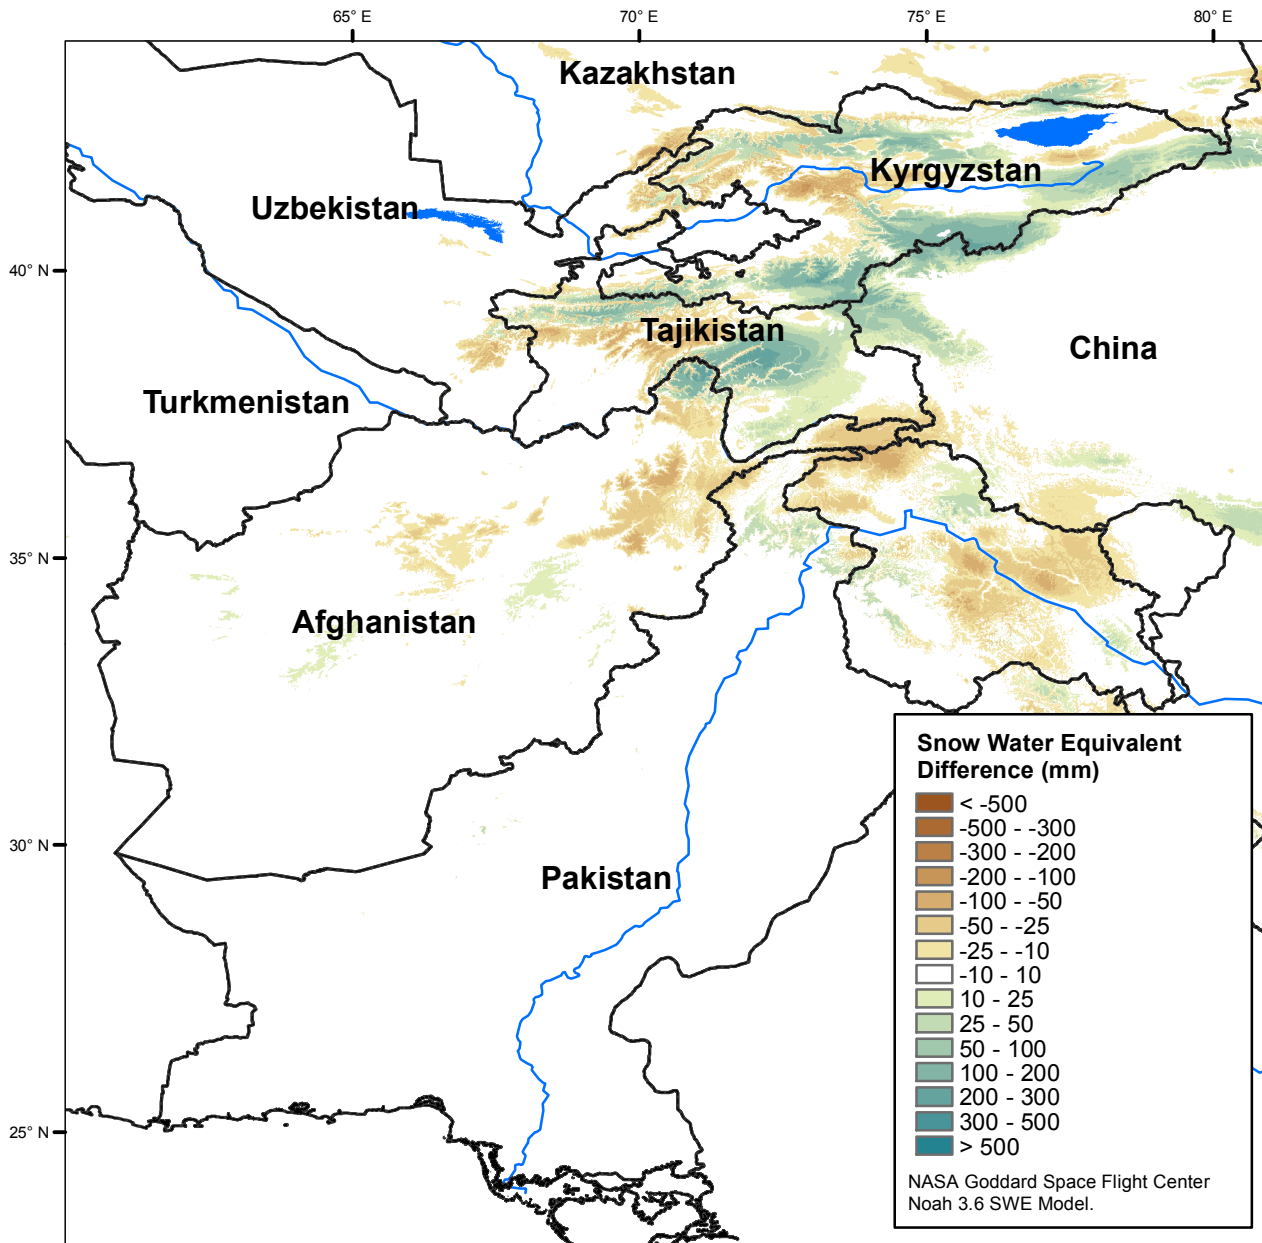 65° E
70° E
75° E
80° E
Kazakhstan
Kyrgyzstan
Uzbekistan
40° N
Tajikistan
China
Turkmenistan
35° N
Afghanistan
30° N
Pakistan
25° N
Snow Water Equivalent
Difference (mm)
< -500
-500 - -300
-300 - -200
-200 - -100
-100 - -50
-50 - -25
-25 - -10
-10 - 10
10 - 25
25 - 50
50 - 100
100 - 200
200 - 300
300 - 500
> 500
NASA Goddard Space Flight Center
Noah 3.6 SWE Model.